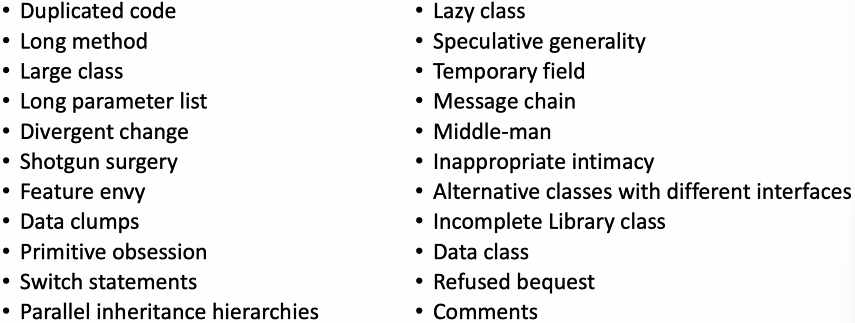 • Duplicated code
• Long method
• Large class
• Long parameter list
• Divergent change
• Shotgun surgery
• Feature envy
• Data clumps
• Primitive obsession
• Switch statements
• Parallel inheritance hierarchies
• Lazy class
• Speculative generality
• Temporary field
• Message chain
• Middle-man
• Inappropriate intimacy
• Alternative classes with different interfaces
• Incomplete Library class
• Data class
• Refused bequest
• Comments